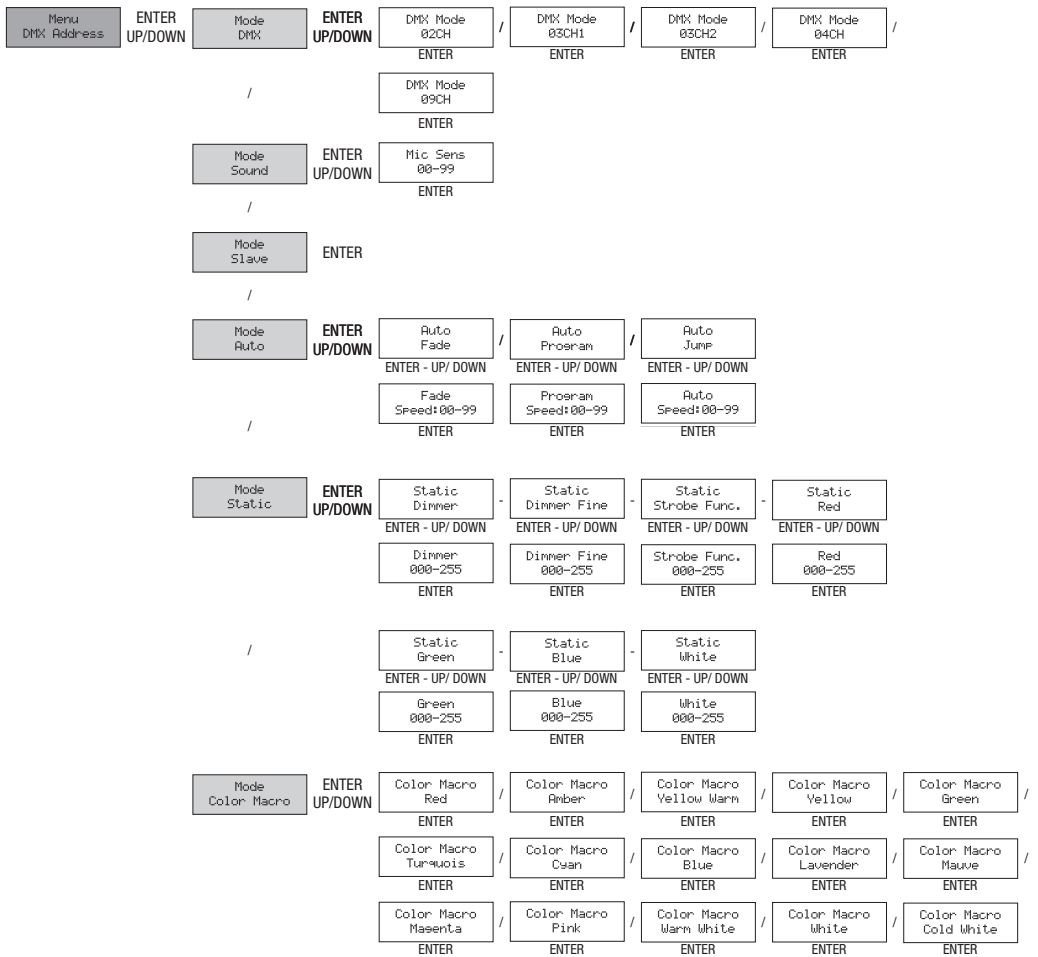 Menu
DMX Address
ENTER
UP/DOWN
Mode
DMX
ENTER
UP/DOWN
DMX Mode
02CH
ENTER
/
DMX Mode
03CH1
ENTER
/
DMX Mode
03CH2
ENTER
/
DMX Mode
04CH
ENTER
/
/
DMX Mode
09CH
ENTER
Mode
Sound
ENTER
UP/DOWN
Mic Sens
00-99
ENTER
/
Mode
Slave
ENTER
/
Mode
Auto
ENTER
UP/DOWN
Auto
Fade
ENTER - UP/ DOWN
/
Auto
Program
ENTER - UP/ DOWN
/
Auto
Jump
ENTER - UP/ DOWN
Fade
Speed:00-99
ENTER
Program
Speed:00-99
ENTER
Auto
Speed:00-99
ENTER
/
Mode
Static
ENTER
UP/DOWN
Static
Dimmer
ENTER - UP/ DOWN
-
Static
Dimmer Fine
ENTER - UP/ DOWN
-
Static
Strobe Func.
ENTER - UP/ DOWN
-
Static
Red
ENTER - UP/ DOWN
Dimmer
000-255
ENTER
Dimmer Fine
000-255
ENTER
Strobe Func.
000-255
ENTER
Red
000-255
ENTER
/
Static
Green
ENTER - UP/ DOWN
-
Static
Blue
ENTER - UP/ DOWN
-
Static
White
ENTER - UP/ DOWN
Green
000-255
ENTER
Blue
000-255
ENTER
White
000-255
ENTER
Mode
Color Macro
ENTER
UP/DOWN
Color Macro
Red
ENTER
/
Color Macro
Amber
ENTER
/
Color Macro
Yellow Warm
ENTER
/
Color Macro
Yellow
ENTER
/
Color Macro
Green
ENTER
/
Color Macro
Turquois
ENTER
/
Color Macro
Cyan
ENTER
/
Color Macro
Blue
ENTER
/
Color Macro
Lavender
ENTER
/
Color Macro
Mauve
ENTER
/
Color Macro
Magenta
ENTER
/
Color Macro
Pink
ENTER
/
Color Macro
Warm White
ENTER
/
Color Macro
White
ENTER
/
Color Macro
Cold White
ENTER